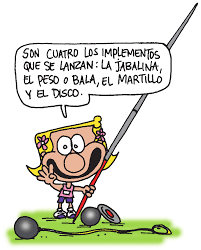 SON CUATRO LOS IMPLEMENTOS
QUE SE LANZAN: LA JABALINA,
EL PESO O BALA, EL MARTILLO
Y EL DISCO.